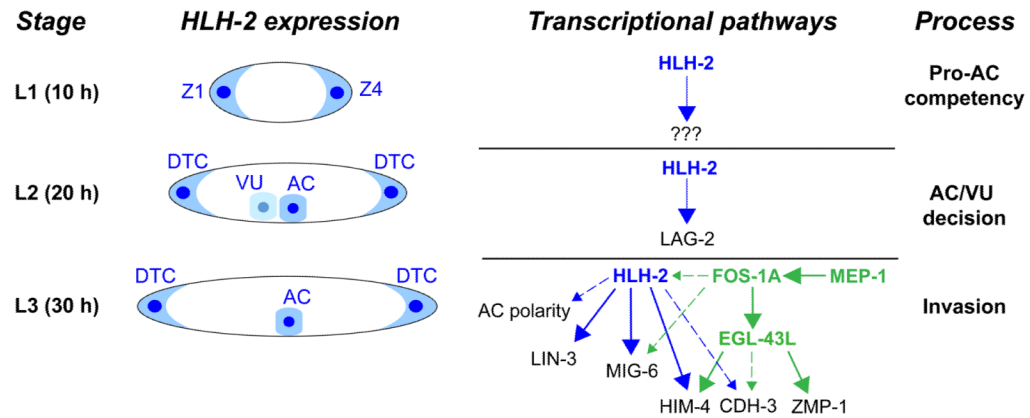 Stage HLH-2 expression Transcriptional pathways Process
L1 (10 h)
Z1
Z4
HLH-2
???
Pro-AC
competency
L2 (20 h)
DTC
DTC
VU
AC
HLH-2
LAG-2
AC/VU
decision
L3 (30 h)
DTC
DTC
AC
HLH-2
FOS-1A
MEP-1
AC polarity
EGL-43L
LIN-3
MIG-6
HIM-4
CDH-3
ZMP-1
Invasion